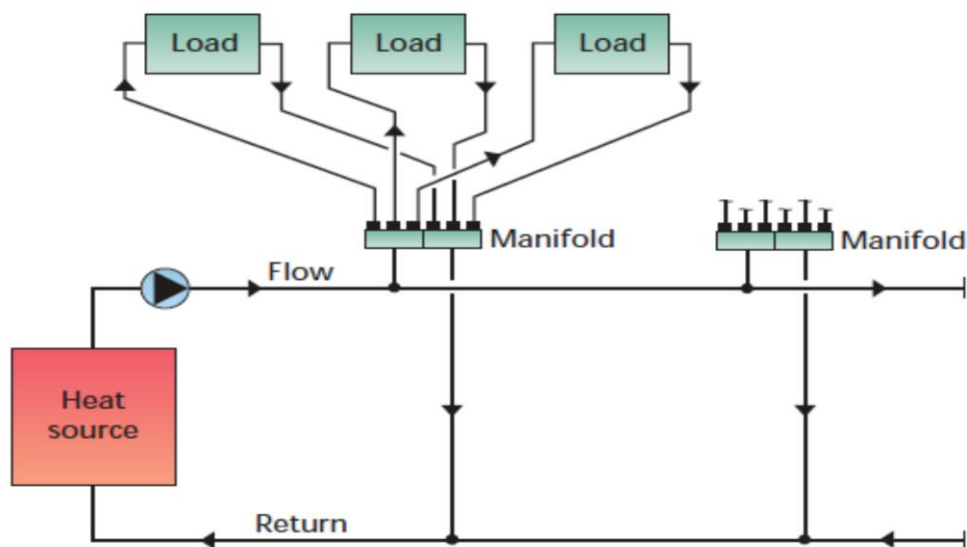 Load
Load
Load
Manifold
Manifold
Flow
Heat
source
Return